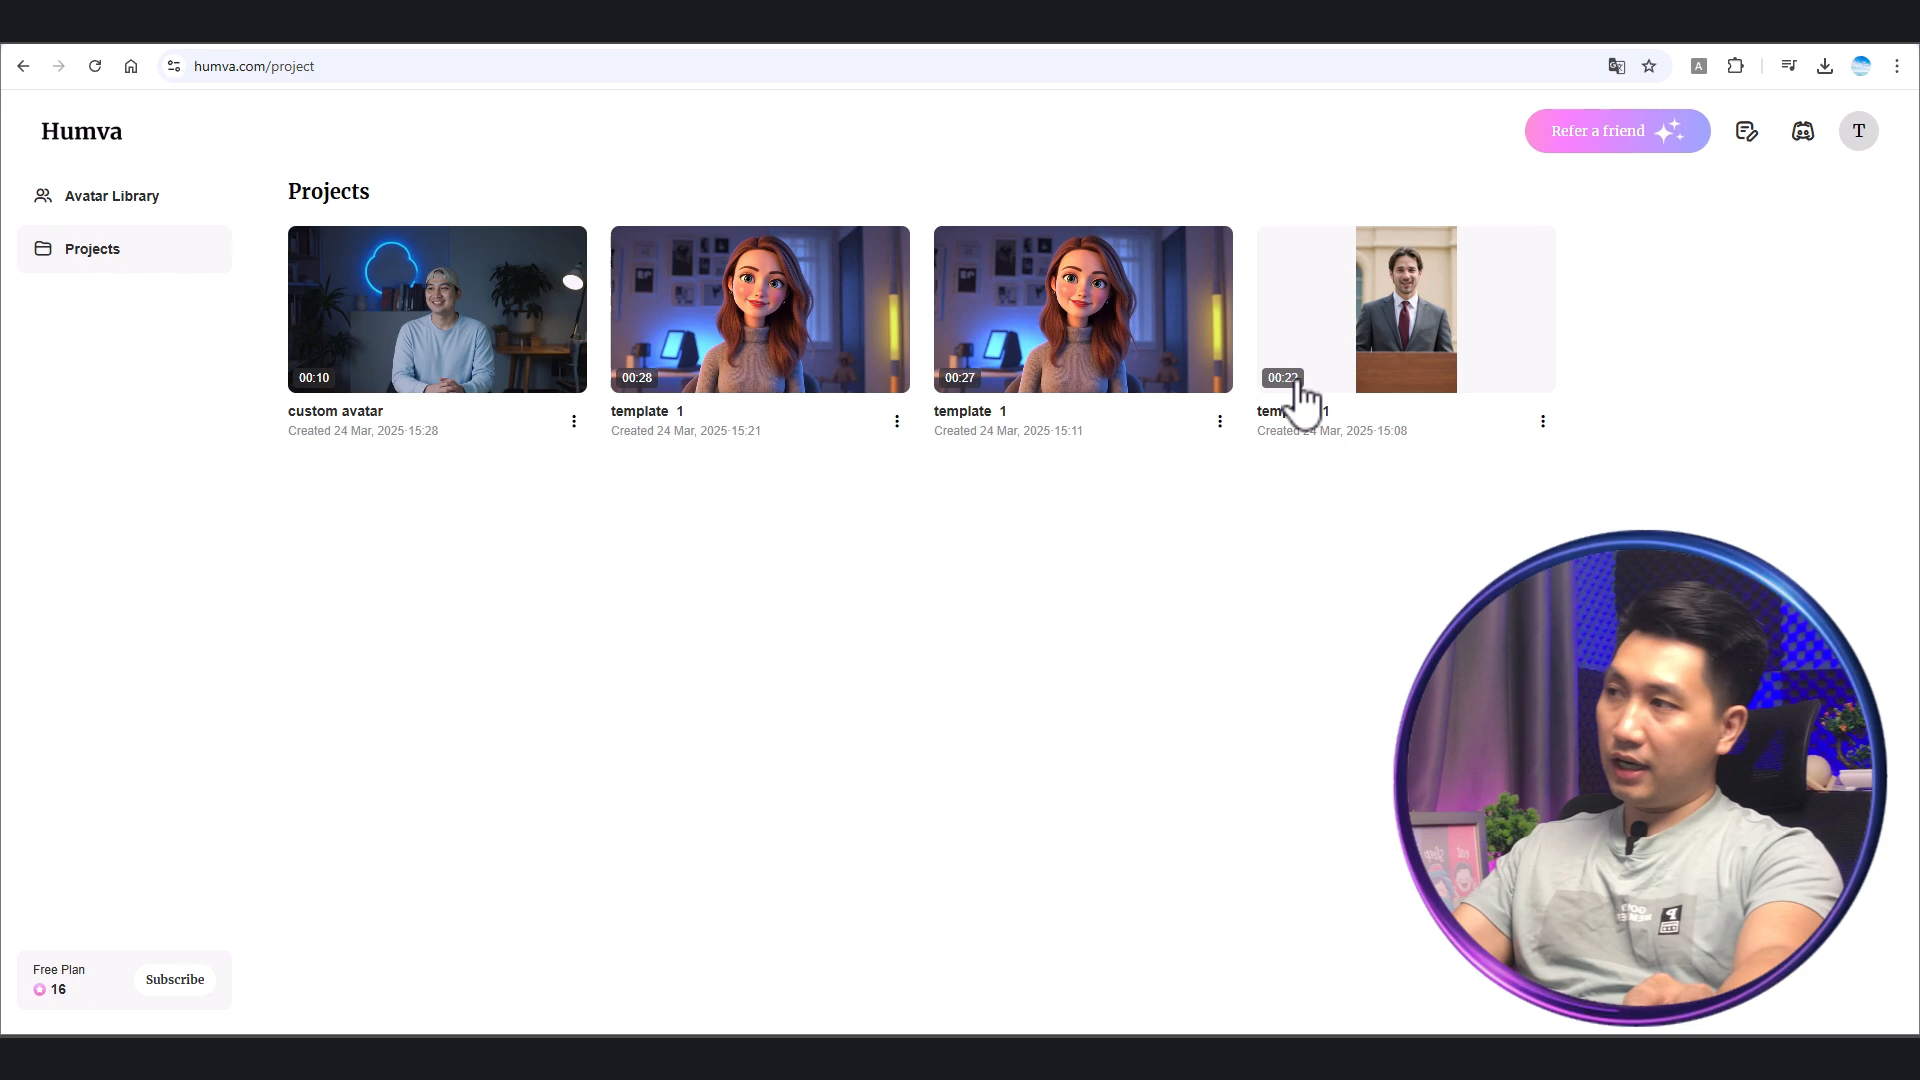 humva.com/project
A
Humva
Refer a friend
T
Avatar Library
Projects
Projects
00:10
00:28
00:27
00:22
custom avatar
Created 24 Mar, 2025·15:28
template 1
Created 24 Mar, 2025·15:21
template 1
Created 24 Mar, 2025·15:11
1
Created 24 Mar, 2025·15:08
Free Plan
16
Subscribe